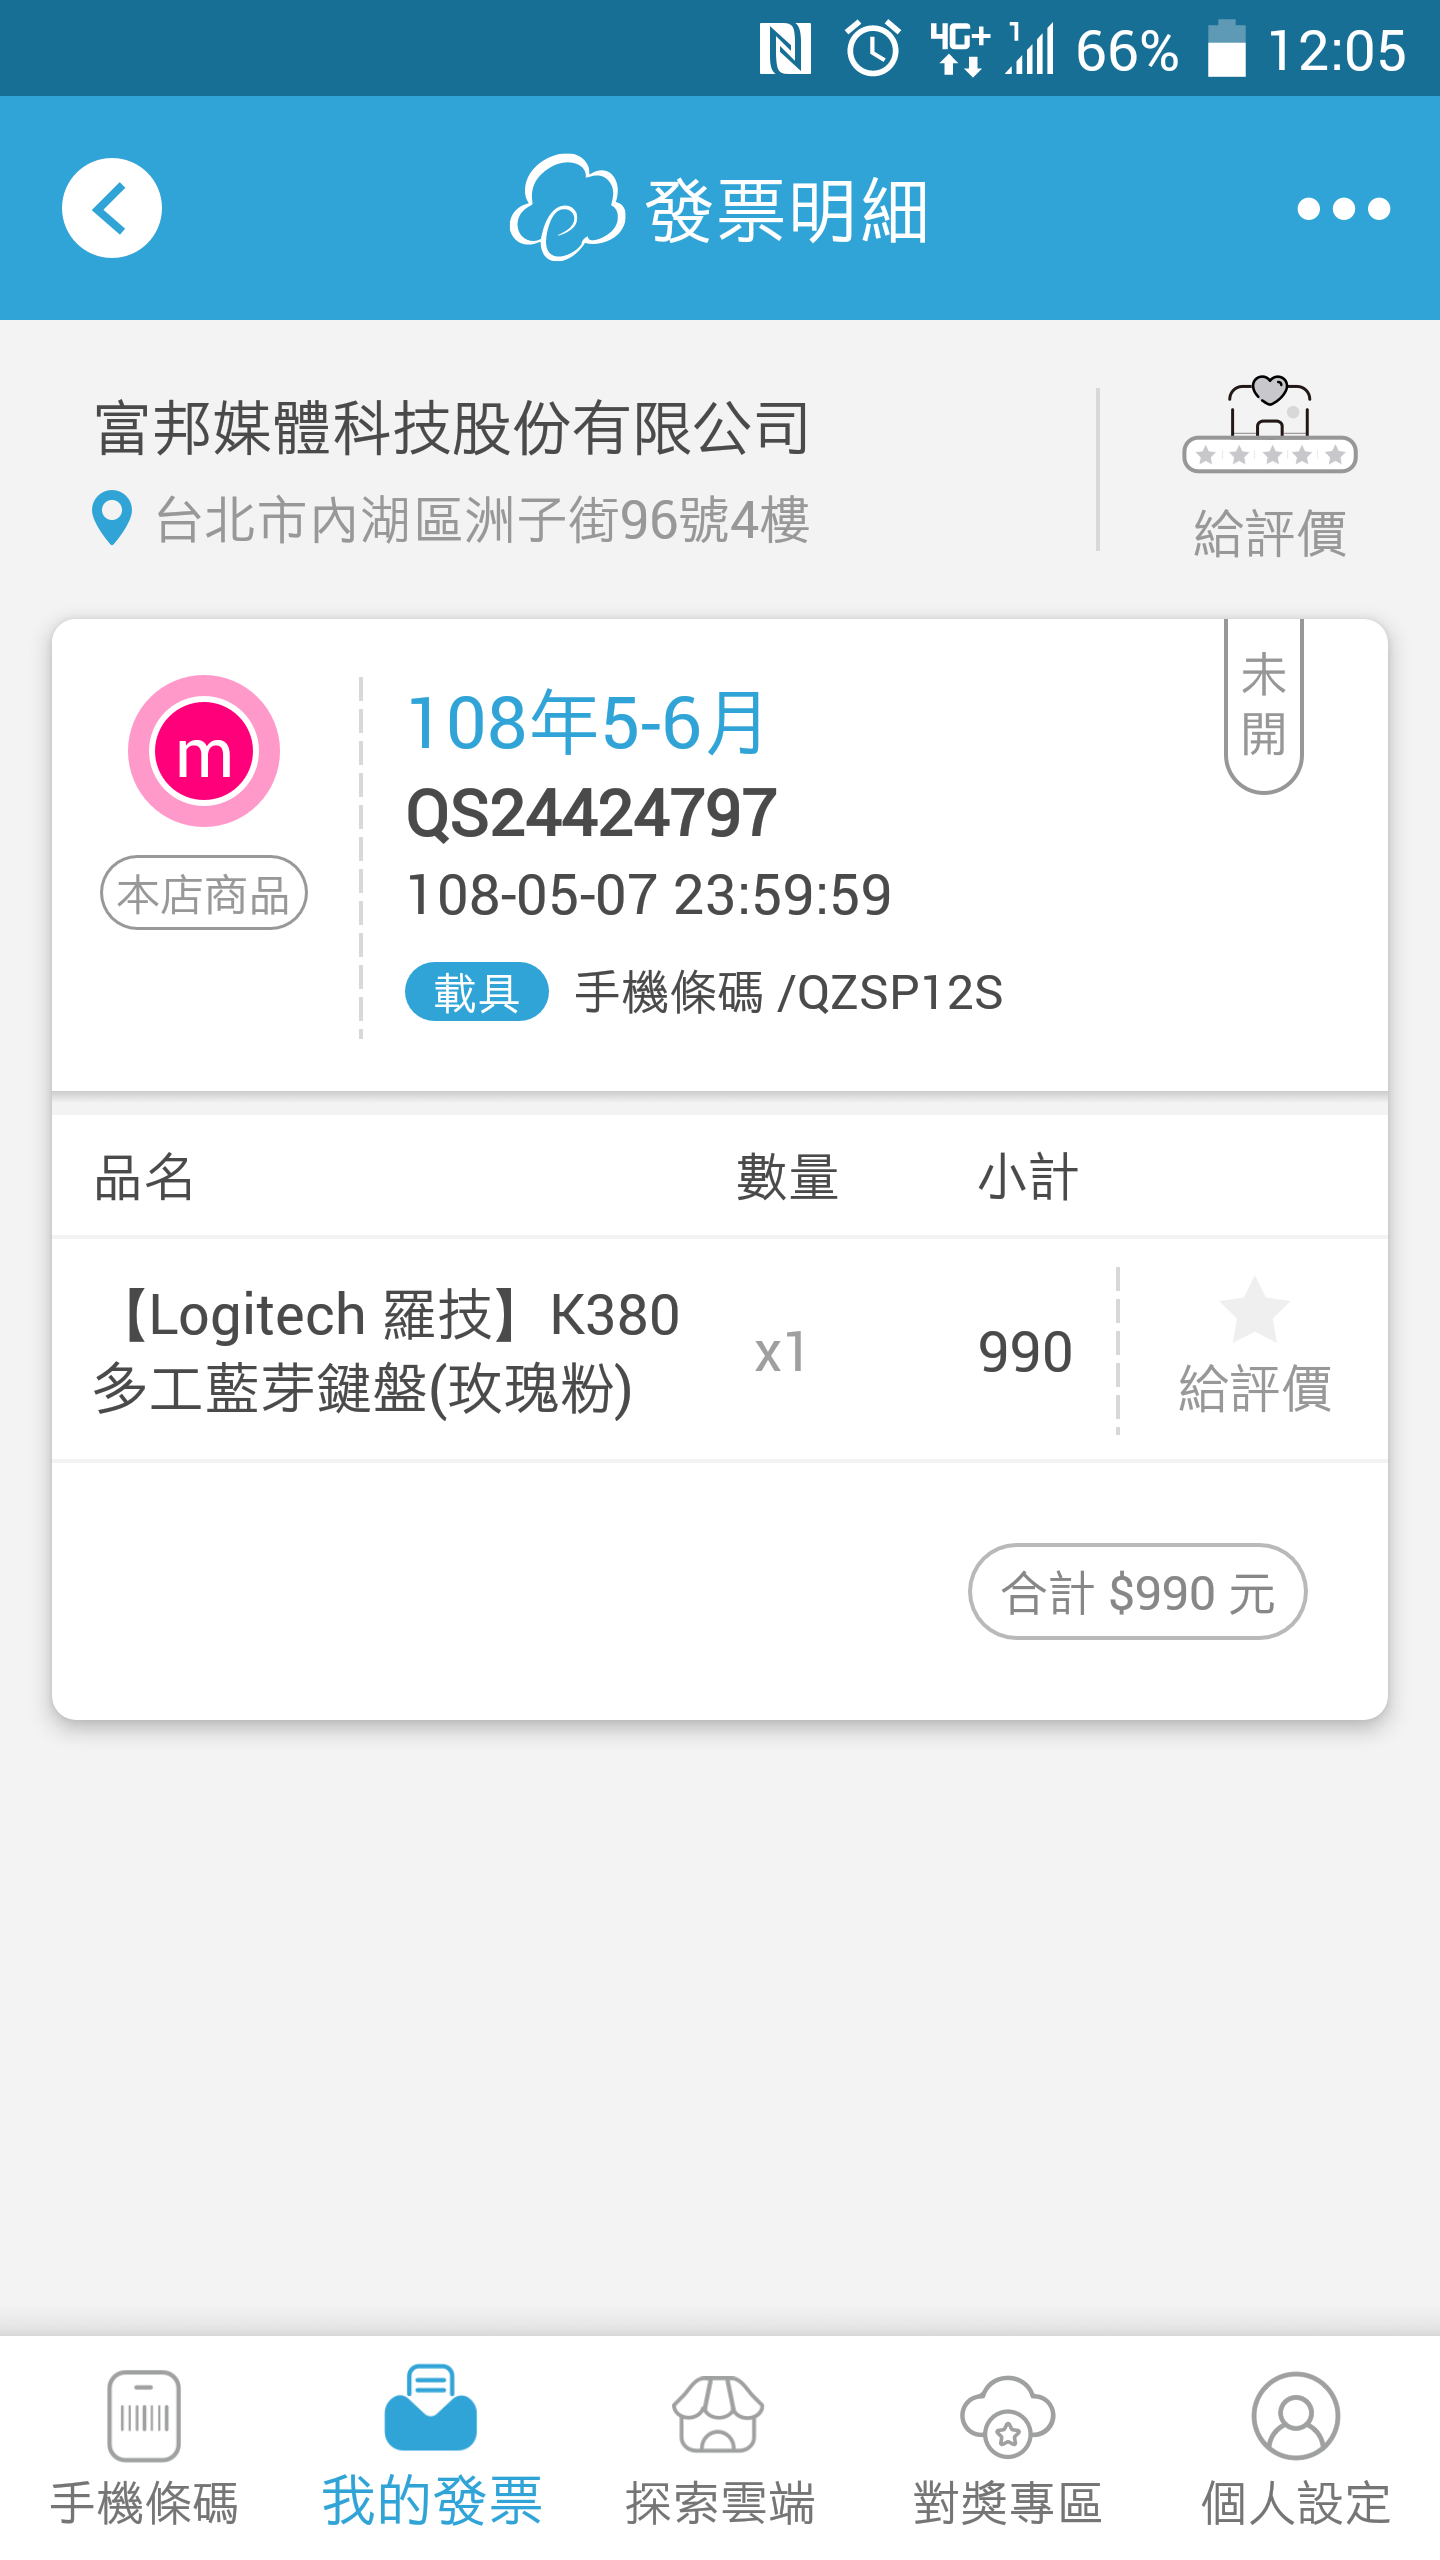 4G+ 1 66% 12:05
發票明細
富邦媒體科技股份有限公司
台北市內湖區洲子街96號4樓
給評價
未開
m
本店商品
108年5-6月
QS24424797
108-05-07 23:59:59
載具 手機條碼 /QZSP12S
品名 數量 小計
【Logitech 羅技】K380
多工藍芽鍵盤(玫瑰粉)
x1 990
給評價
合計 $990 元
手機條碼 我的發票 探索雲端 對獎專區 個人設定